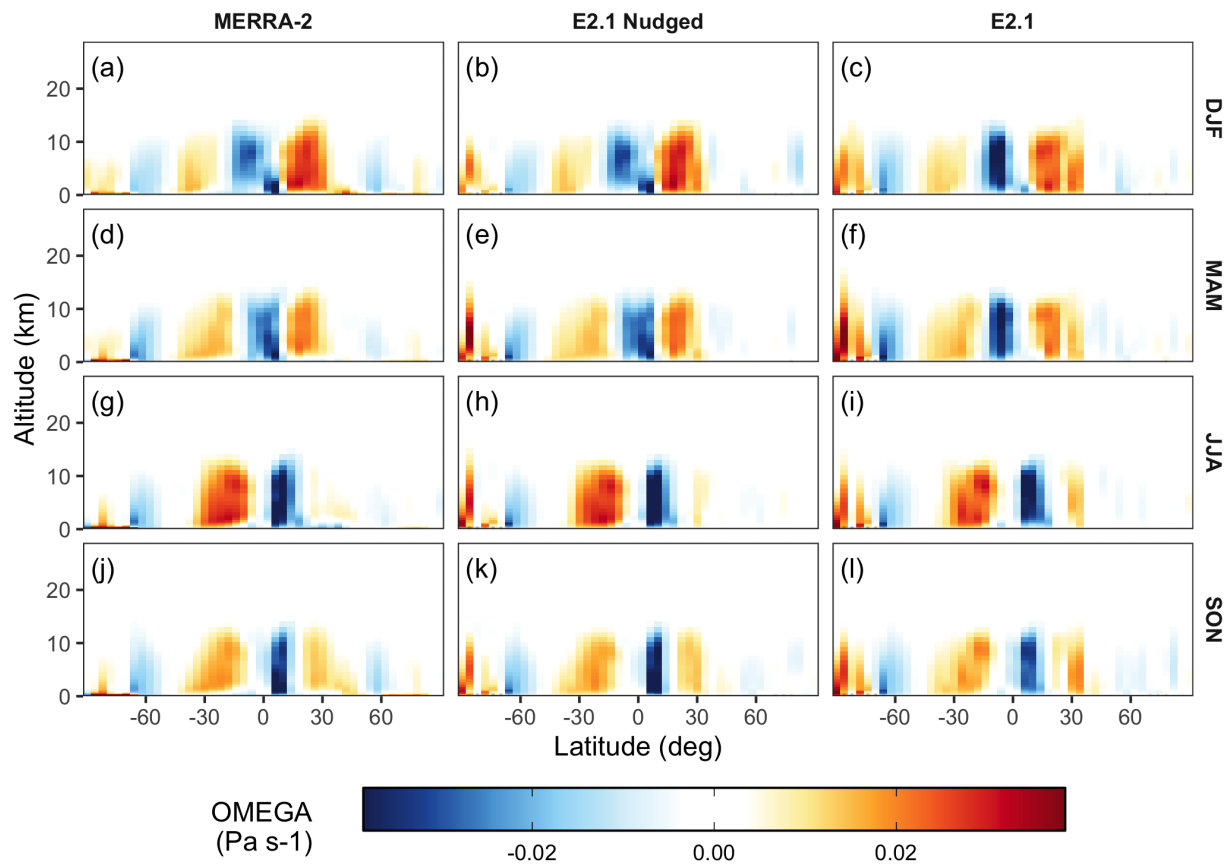 MERRA-2 E2.1 Nudged E2.1
(a) (b) (c)
DJF
20
10
0
(d) (e) (f)
MAM
20
10
0
(g) (h) (i)
JJA
20
10
0
(j) (k) (l)
SON
20
10
0
Altitude (km)
-60 -30 0 30 60 -60 -30 0 30 60 -60 -30 0 30 60
Latitude (deg)
OMEGA
(Pa s-1)
-0.02 0.00 0.02